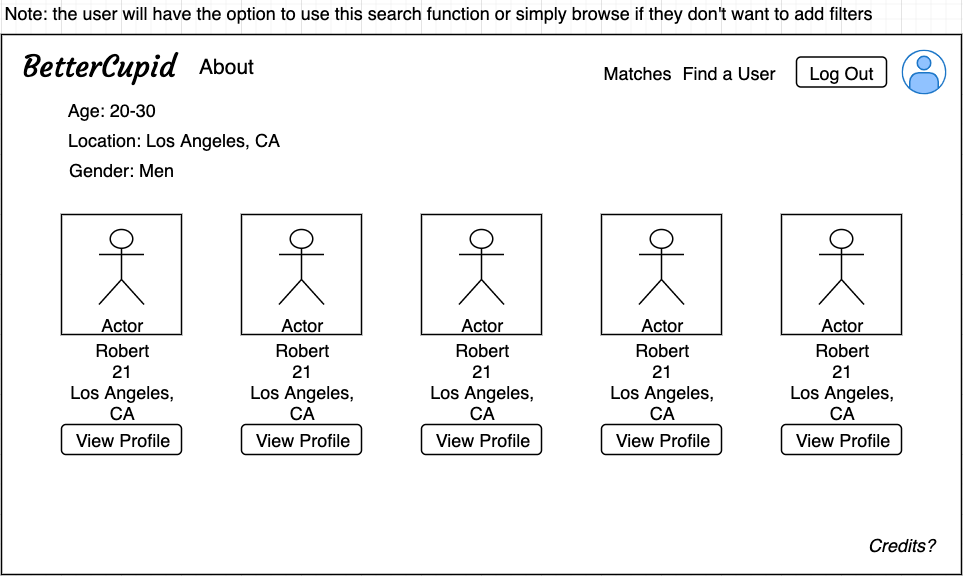 Note: the user will have the option to use this search function or simply browse if they don't want to add filters
BetterCupid About Matches Find a User Log Out
Age: 20-30
Location: Los Angeles, CA
Gender: Men
Actor Actor Actor Actor Actor
Robert Robert Robert Robert Robert
21 21 21 21 21
Los Angeles, Los Angeles, Los Angeles, Los Angeles, Los Angeles,
CA CA CA CA CA
View Profile View Profile View Profile View Profile View Profile
Credits?